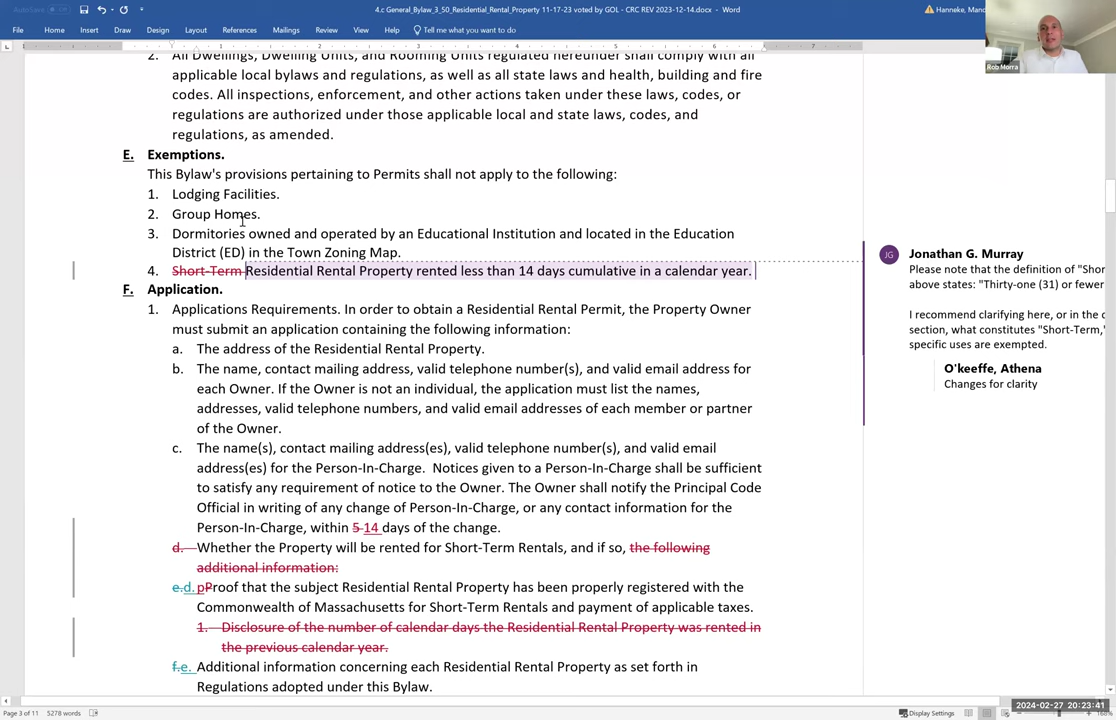 AutoSave Off
4.c General_Bylaw_3_50_Residential_Rental_Property 11-17-23 voted by GOL - CRC REV 2023-12-14.docx - Word
Hanneke, Mand
File Home Insert Draw Design Layout References Mailings Review View Help Tell me what you want to do
Rob Morra
2. All Dwellings, Dwelling Units, and Rooming Units regulated hereunder shall comply with all
applicable local bylaws and regulations, as well as all state laws and health, building and fire
codes. All inspections, enforcement, and other actions taken under these laws, codes, or
regulations are authorized under those applicable local and state laws, codes, and
regulations, as amended.
E. Exemptions.
This Bylaw's provisions pertaining to Permits shall not apply to the following:
1. Lodging Facilities.
2. Group Homes.
3. Dormitories owned and operated by an Educational Institution and located in the Education
District (ED) in the Town Zoning Map.
4. Short-Term Residential Rental Property rented less than 14 days cumulative in a calendar year.
F. Application.
1. Applications Requirements. In order to obtain a Residential Rental Permit, the Property Owner
must submit an application containing the following information:
a. The address of the Residential Rental Property.
b. The name, contact mailing address, valid telephone number(s), and valid email address for
each Owner. If the Owner is not an individual, the application must list the names,
addresses, valid telephone numbers, and valid email addresses of each member or partner
of the Owner.
c. The name(s), contact mailing address(es), valid telephone number(s), and valid email
address(es) for the Person-In-Charge. Notices given to a Person-In-Charge shall be sufficient
to satisfy any requirement of notice to the Owner. The Owner shall notify the Principal Code
Official in writing of any change of Person-In-Charge, or any contact information for the
Person-In-Charge, within 5 14 days of the change.
d. Whether the Property will be rented for Short-Term Rentals, and if so, the following
additional information:
e.d. pProof that the subject Residential Rental Property has been properly registered with the
Commonwealth of Massachusetts for Short-Term Rentals and payment of applicable taxes.
1. Disclosure of the number of calendar days the Residential Rental Property was rented in
the previous calendar year.
f.e. Additional information concerning each Residential Rental Property as set forth in
Regulations adopted under this Bylaw.
JG Jonathan G. Murray
Please note that the definition of "Shor
above states: "Thirty-one (31) or fewer
I recommend clarifying here, or in the d
section, what constitutes "Short-Term,"
specific uses are exempted.
O'keeffe, Athena
Changes for clarity
Page 3 of 11 5278 words
Display Settings
2024-02-27 20:23:41